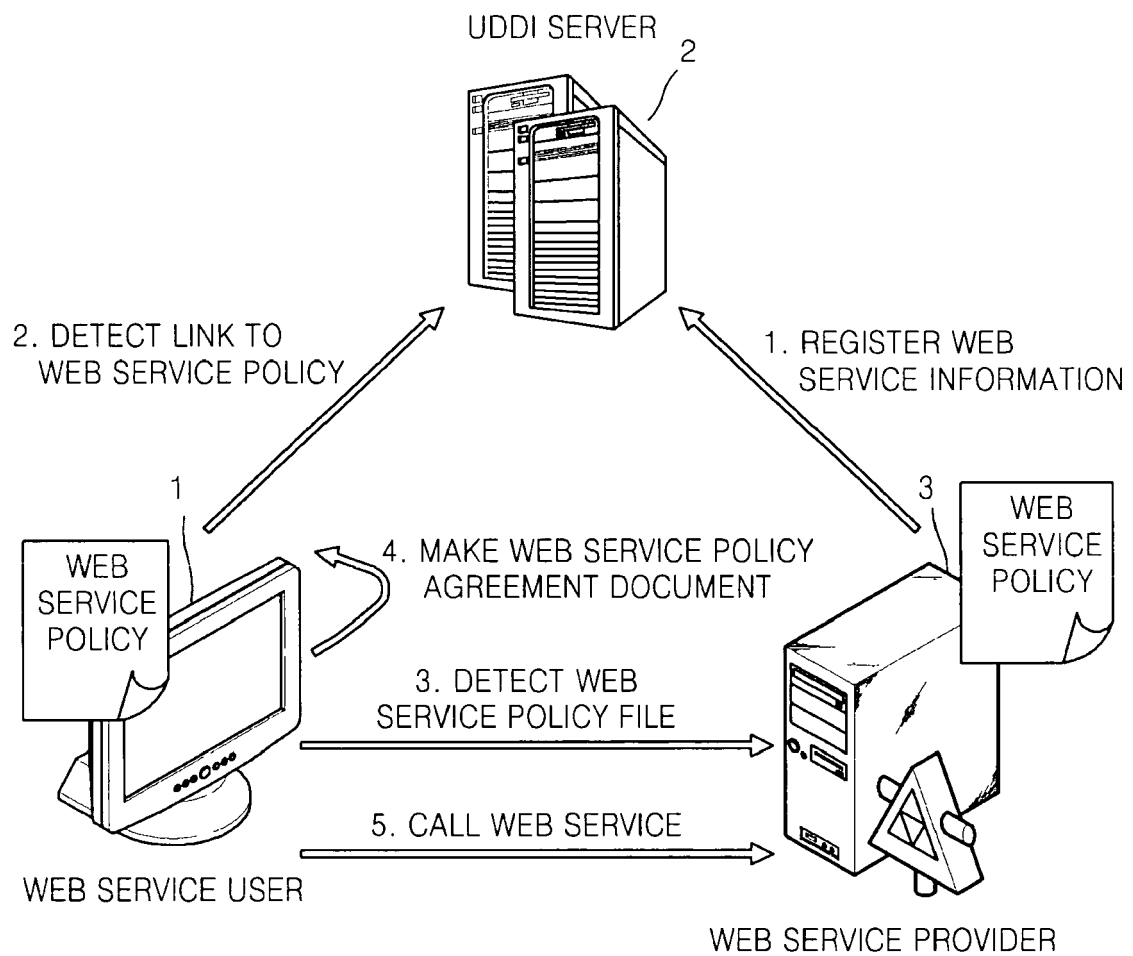 UDDI SERVER
2
2. DETECT LINK TO
WEB SERVICE POLICY
1. REGISTER WEB
SERVICE INFORMATION
1
WEB
SERVICE
POLICY
4. MAKE WEB SERVICE POLICY
AGREEMENT DOCUMENT
3
WEB
SERVICE
POLICY
3. DETECT WEB
SERVICE POLICY FILE
5. CALL WEB SERVICE
WEB SERVICE USER
WEB SERVICE PROVIDER